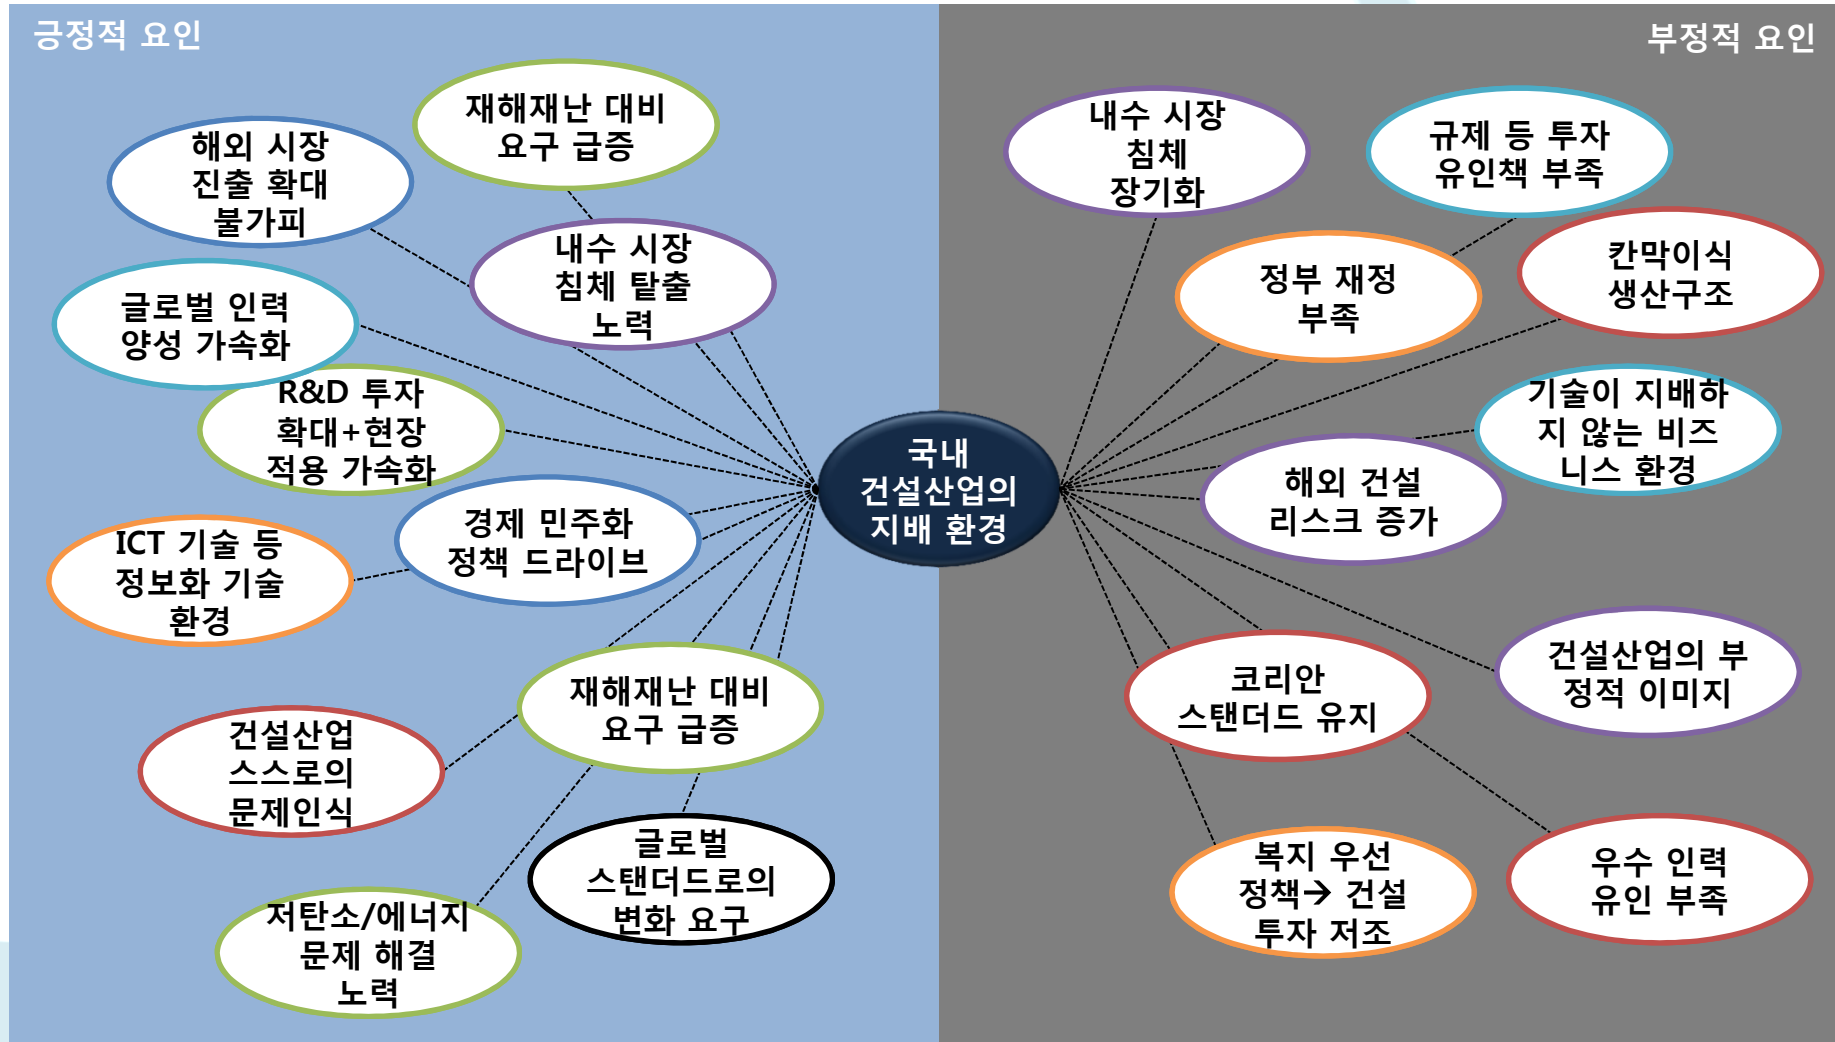 긍정적 요인
재해재난 대비
요구 급증
해외 시장
진출 확대
불가피
내수 시장
침체 탈출
노력
글로벌 인력
양성 가속화
R&D 투자
확대+현장
적용 가속화
경제 민주화
정책 드라이브
ICT 기술 등
정보화 기술
환경
재해재난 대비
요구 급증
건설산업
스스로의
문제인식
글로벌
스탠더드로의
변화 요구
저탄소/에너지
문제 해결
노력
국내
건설산업의
지배 환경
부정적 요인
내수 시장
침체
장기화
규제 등 투자
유인책 부족
정부 재정
부족
칸막이식
생산구조
기술이 지배하
지 않는 비즈
니스 환경
해외 건설
리스크 증가
건설산업의 부
정적 이미지
코리안
스탠더드 유지
복지 우선
정책→ 건설
투자 저조
우수 인력
유인 부족